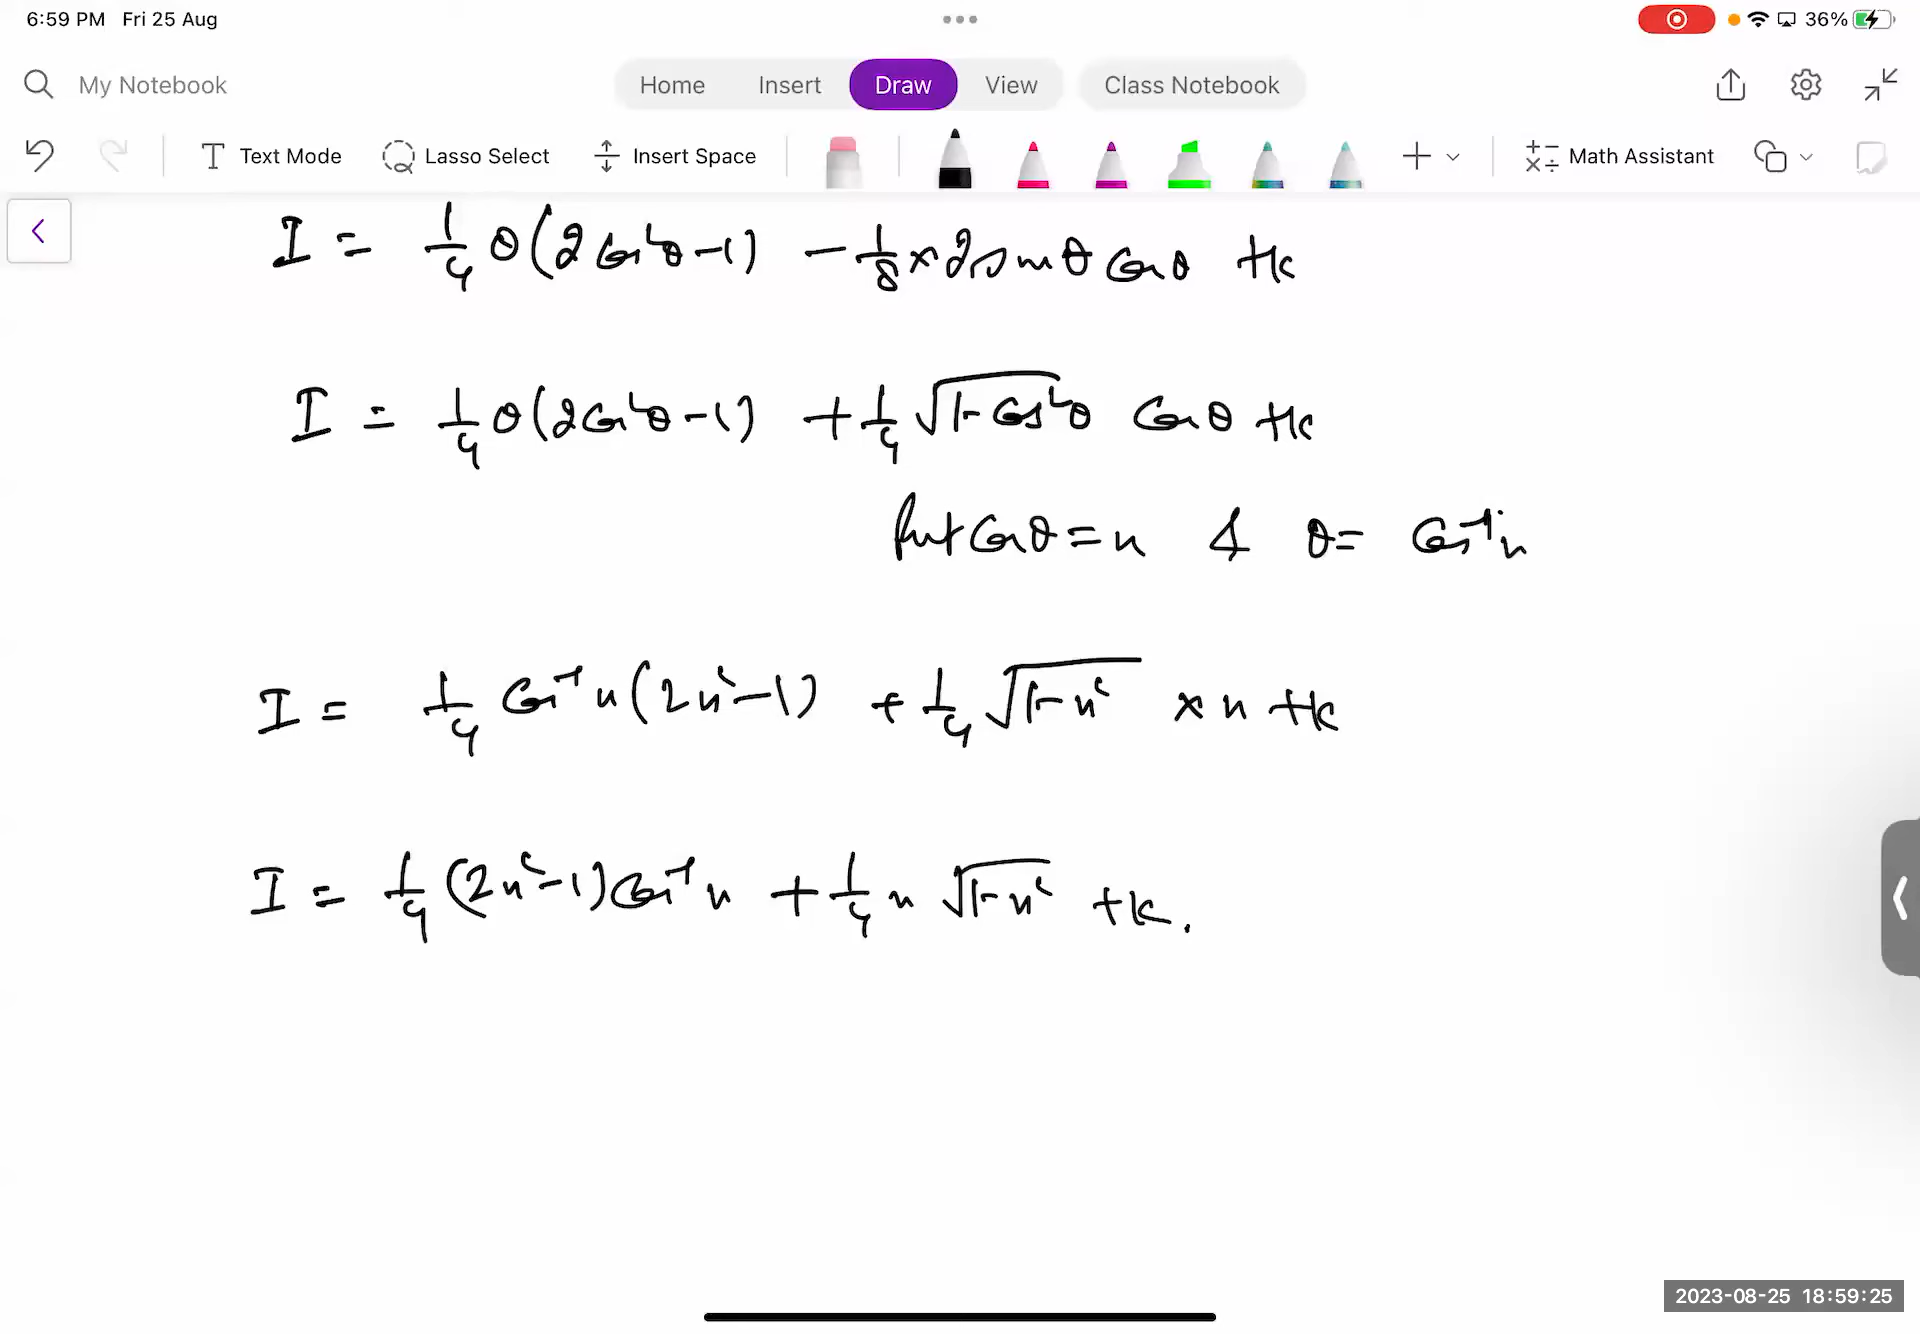 6:59 PM Fri 25 Aug
36%
My Notebook
Home Insert Draw View Class Notebook
Text Mode Lasso Select Insert Space Math Assistant
I = 1/4 θ(2cos²θ-1) - 1/8 × 2 sinθ cosθ +k
I = 1/4 θ(2cos²θ-1) + 1/4 √(1-cos²θ) cosθ +k
Put cosθ = x & θ = cos⁻¹x
I = 1/4 cos⁻¹x (2x²-1) + 1/4 √(1-x²) × x +k
I = 1/4 (2x²-1) cos⁻¹x + 1/4 x √(1-x²) +k.
2023-08-25 18:59:25